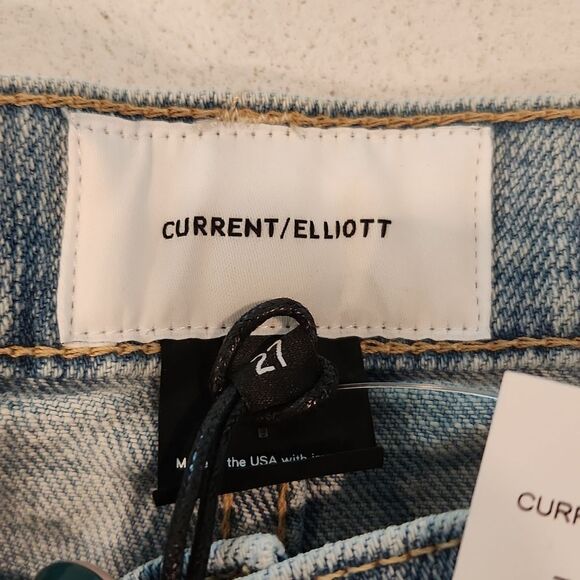 CURRENT/ELLIOTT
27
the USA with
CURR